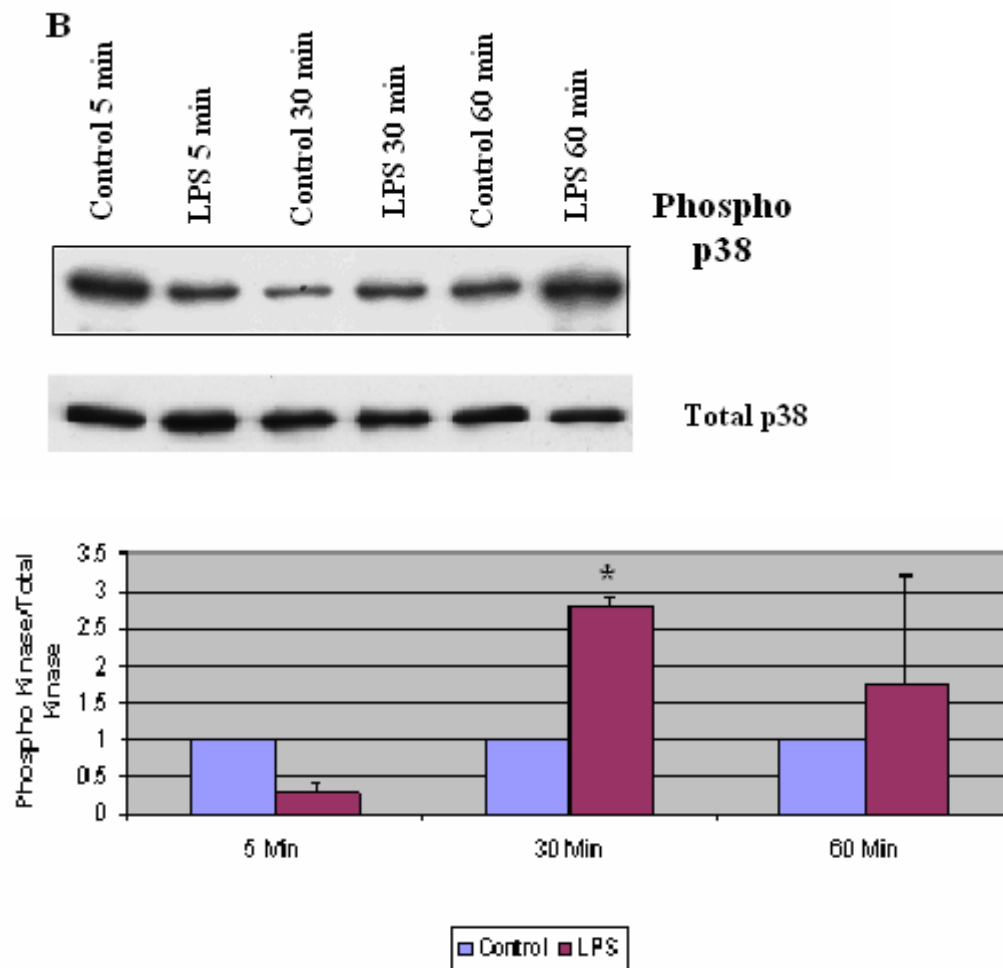 B
Control 5 min
LPS 5 min
Control 30 min
LPS 30 min
Control 60 min
LPS 60 min
Phospho
p38
Total p38
Phospho Kinase/Total
Kinase
3.5
3
2.5
2
1.5
1
0.5
0
*
5 Min
30 Min
60 Min
Control
LPS